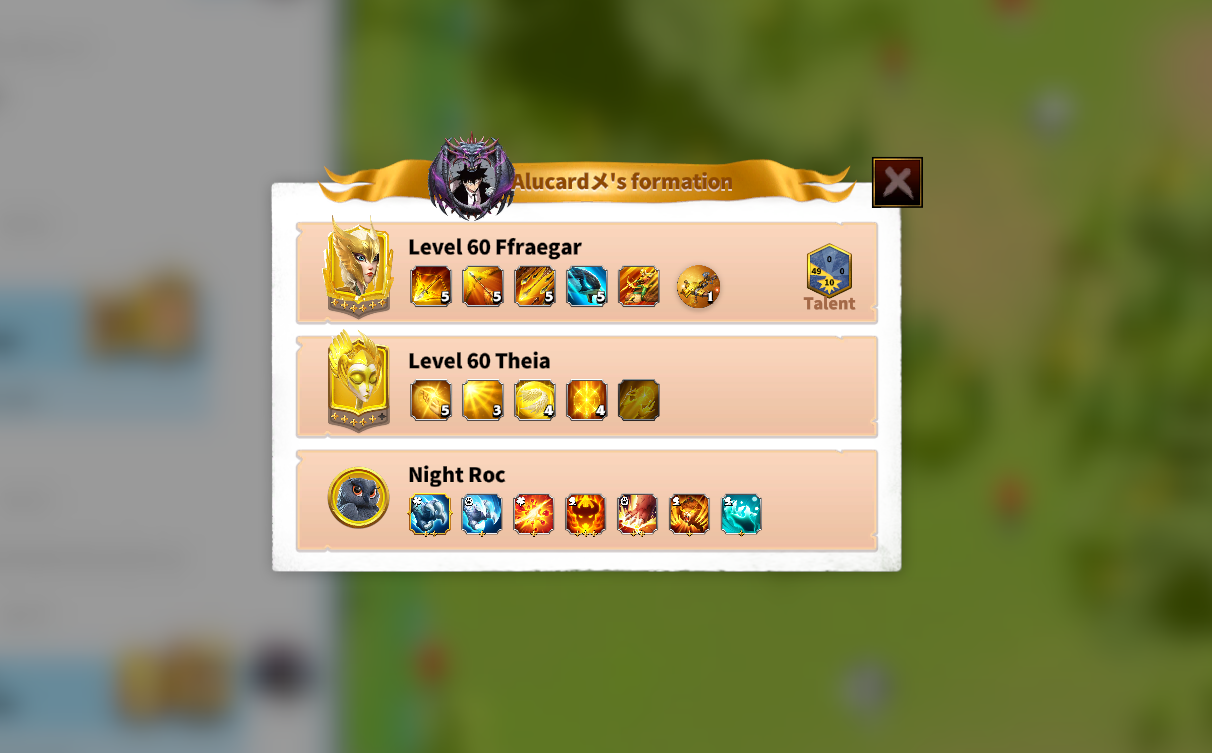 Alucardメ's formation
Level 60 Ffraegar
5 5 5 5 1
0
49 0
10
Talent
Level 60 Theia
5 3 4 4
Night Roc